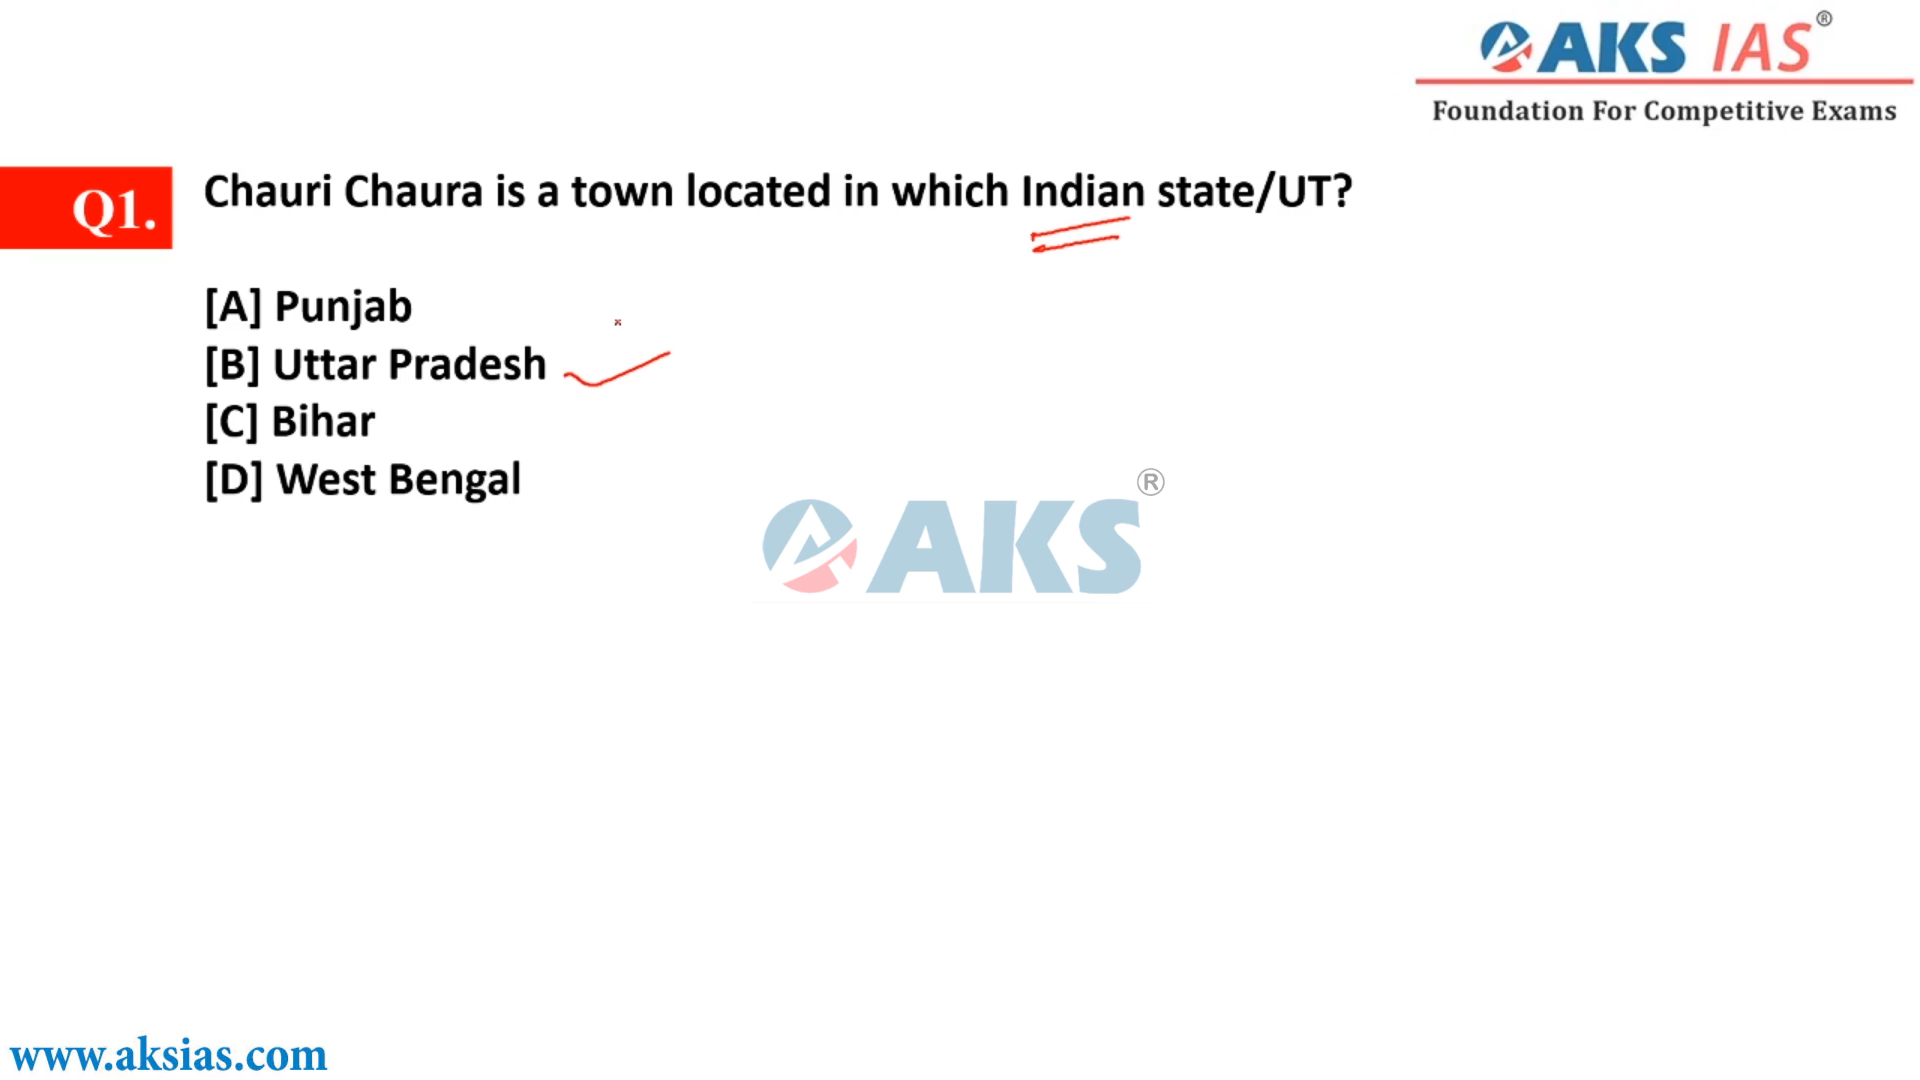 AKS IAS®
Foundation For Competitive Exams
Q1. Chauri Chaura is a town located in which Indian state/UT?
[A] Punjab
[B] Uttar Pradesh
[C] Bihar
[D] West Bengal
AKS®
www.aksias.com